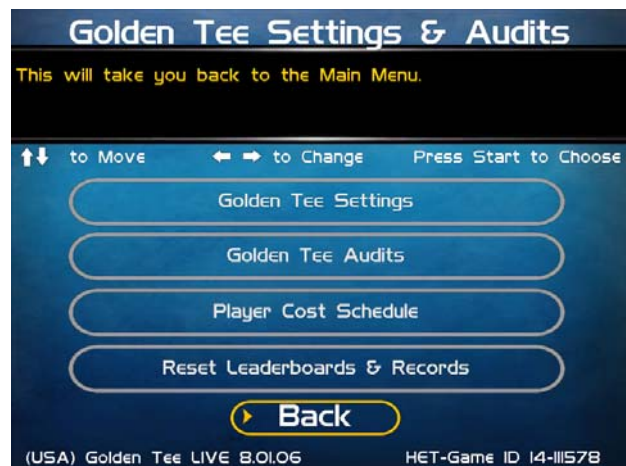 Golden Tee Settings & Audits
This will take you back to the Main Menu.
to Move to Change Press Start to Choose
Golden Tee Settings
Golden Tee Audits
Player Cost Schedule
Reset Leaderboards & Records
Back
(USA) Golden Tee LIVE 8.01.06 HET-Game ID 14-111578